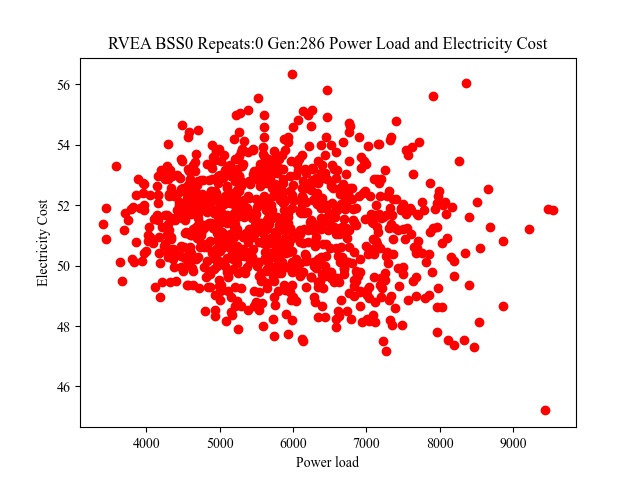 RVEA BSS0 Repeats:0 Gen:286 Power Load and Electricity Cost
56
54
52
50
48
46
Electricity Cost
4000 5000 6000 7000 8000 9000
Power load